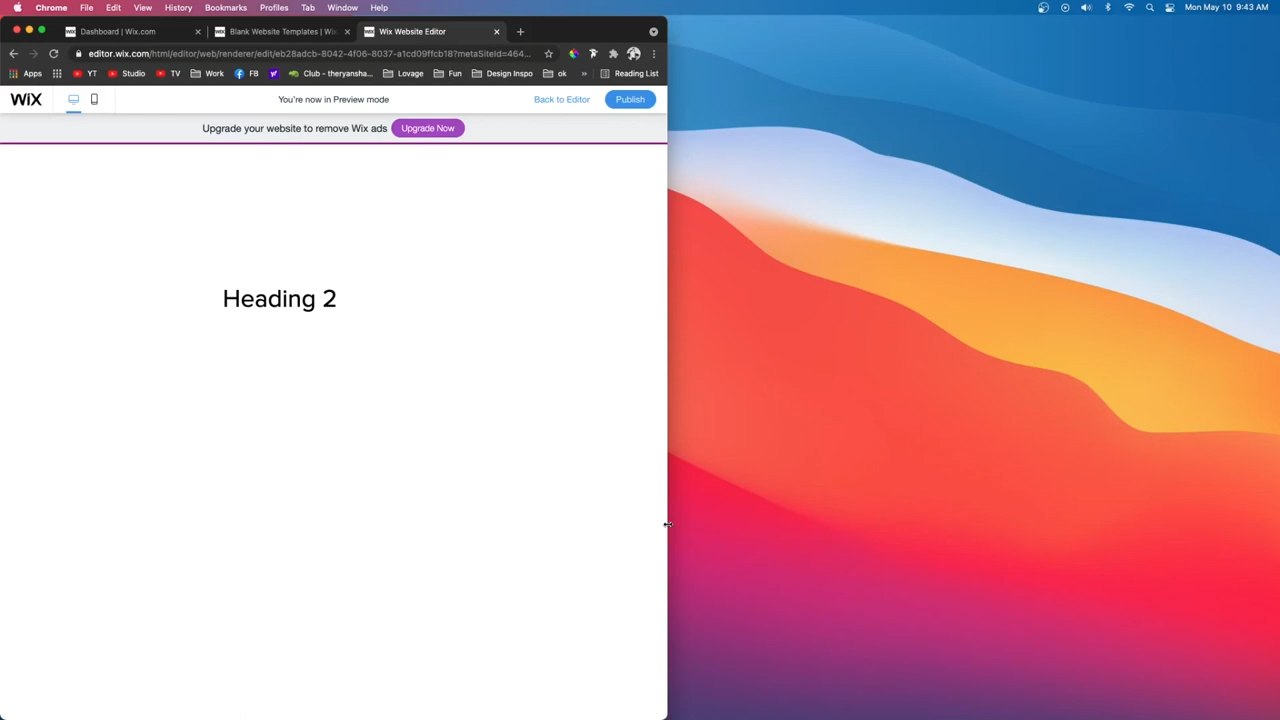 Chrome File Edit View History Bookmarks Profiles Tab Window Help Mon May 10 9:43 AM
Dashboard | Wix.com Blank Website Templates | Wi Wix Website Editor
editor.wix.com/html/editor/web/renderer/edit/eb28adcb-8042-4f06-8037-a1cd09ffcb18?metaSiteId=464...
Apps YT Studio TV Work FB Club - theryansha... Lovage Fun Design Inspo ok » Reading List
WiX You're now in Preview mode Back to Editor Publish
Upgrade your website to remove Wix ads Upgrade Now
Heading 2